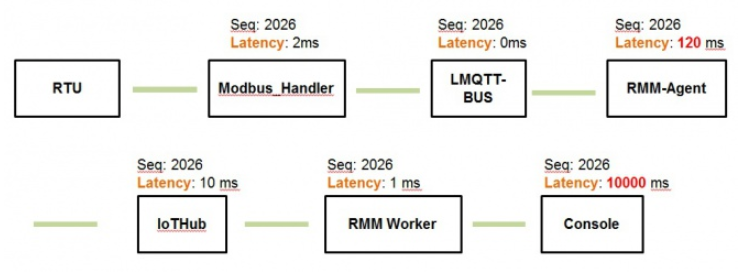 Seq: 2026
Latency: 2ms
Seq: 2026
Latency: 0ms
Seq: 2026
Latency: 120 ms
RTU
Modbus_Handler
LMQTT-
BUS
RMM-Agent
Seq: 2026
Latency: 10 ms
Seq: 2026
Latency: 1 ms
Seq: 2026
Latency: 10000 ms
IoTHub
RMM Worker
Console